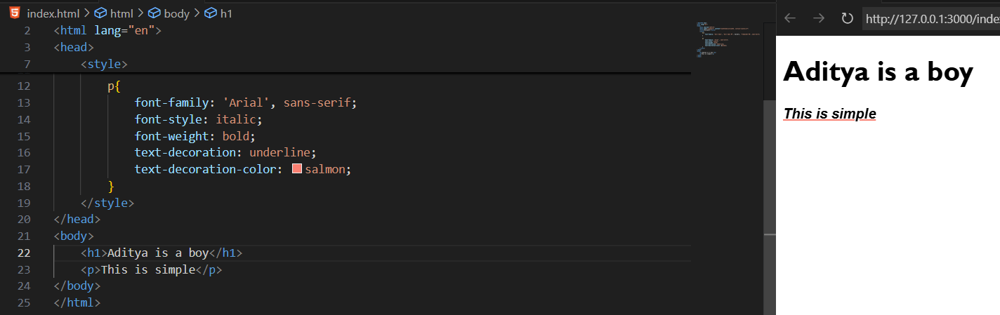 index.html > html > body > h1
2 <html lang="en">
3 <head>
7 <style>
12 p{
13 font-family: 'Arial', sans-serif;
14 font-style: italic;
15 font-weight: bold;
16 text-decoration: underline;
17 text-decoration-color: salmon;
18 }
19 </style>
20 </head>
21 <body>
22 <h1>Aditya is a boy</h1>
23 <p>This is simple</p>
24 </body>
25 </html>
http://127.0.0.1:3000/inde
Aditya is a boy
This is simple